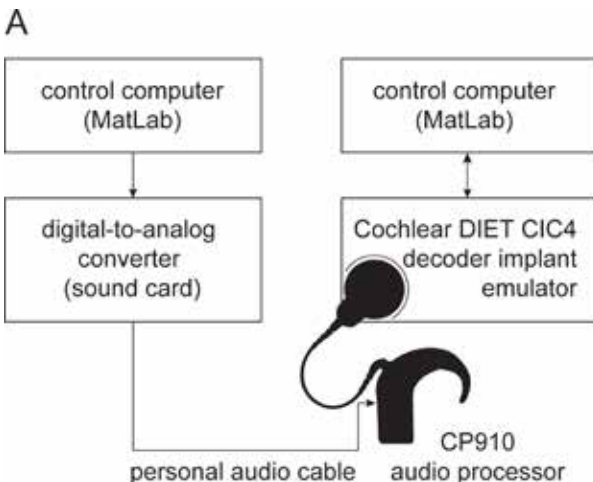 A
control computer
(MatLab)
control computer
(MatLab)
digital-to-analog
converter
(sound card)
Cochlear DIET CIC4
decoder implant
emulator
CP910
personal audio cable
audio processor